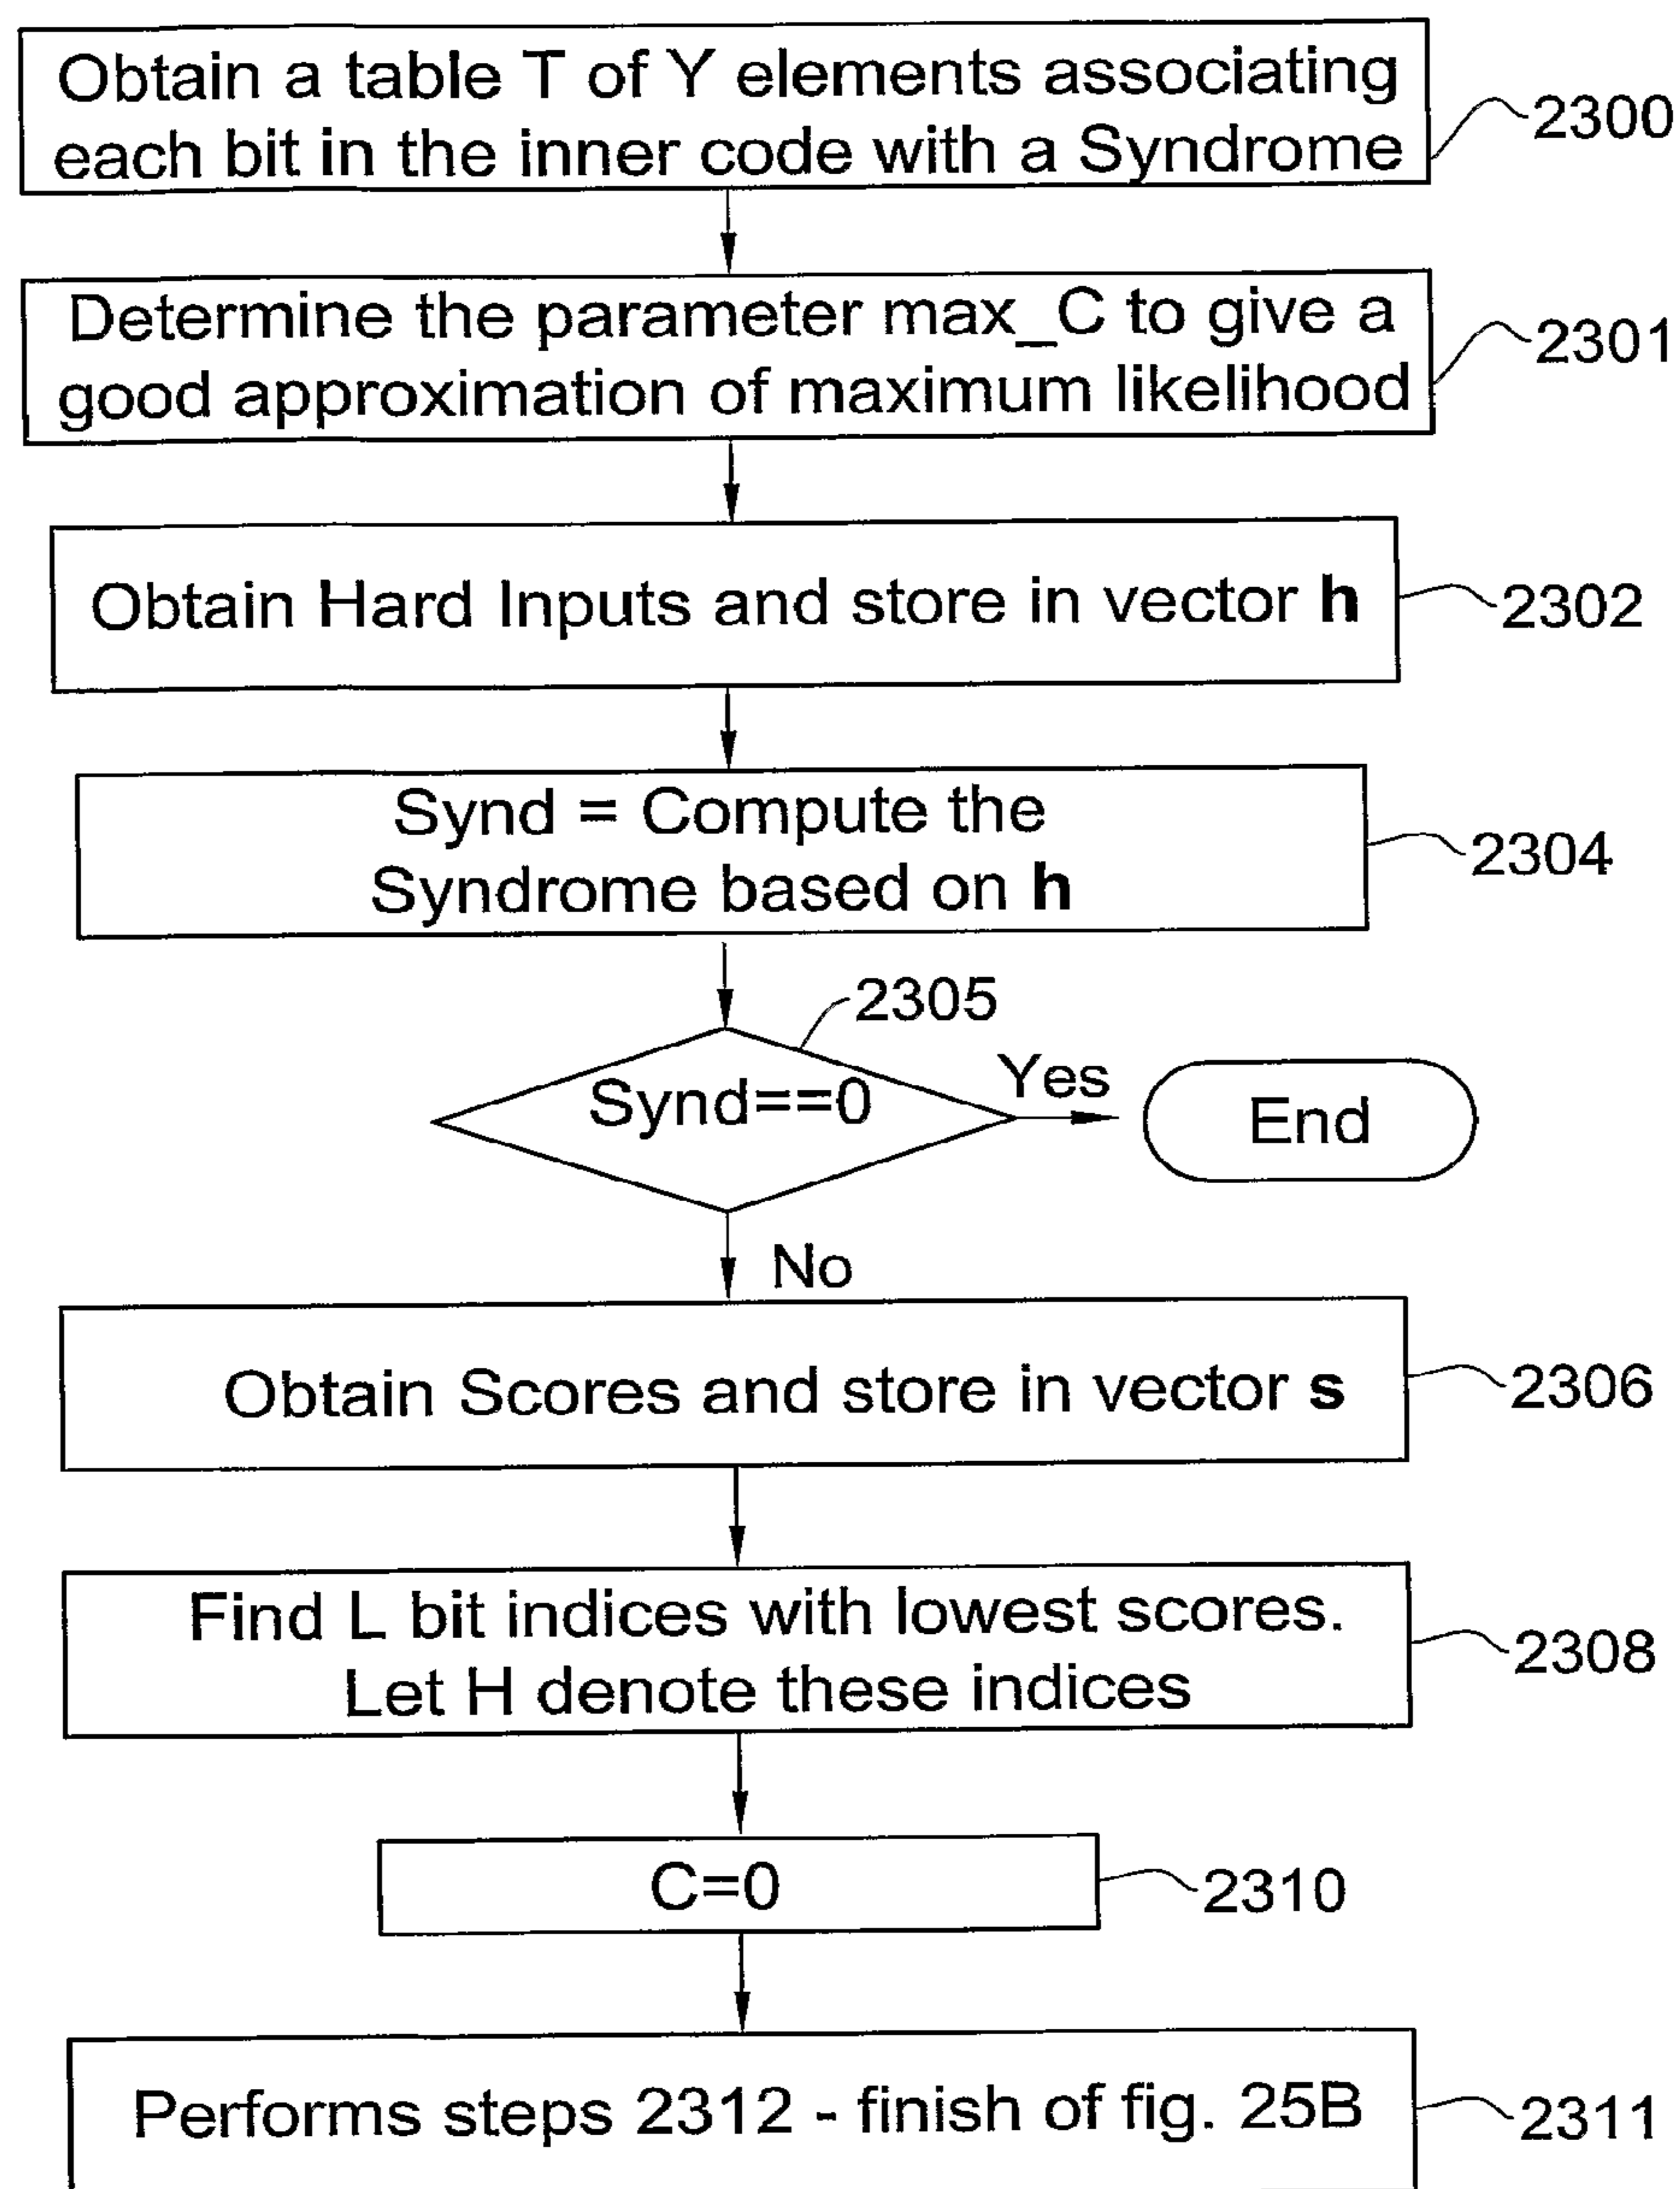 Obtain a table T of Y elements associating
each bit in the inner code with a Syndrome
2300
Determine the parameter max_C to give a
good approximation of maximum likelihood
2301
Obtain Hard Inputs and store in vector h
2302
Synd = Compute the
Syndrome based on h
2304
2305
Synd==0
Yes
End
No
Obtain Scores and store in vector s
2306
Find L bit indices with lowest scores.
Let H denote these indices
2308
C=0
2310
Performs steps 2312 - finish of fig. 25B
2311